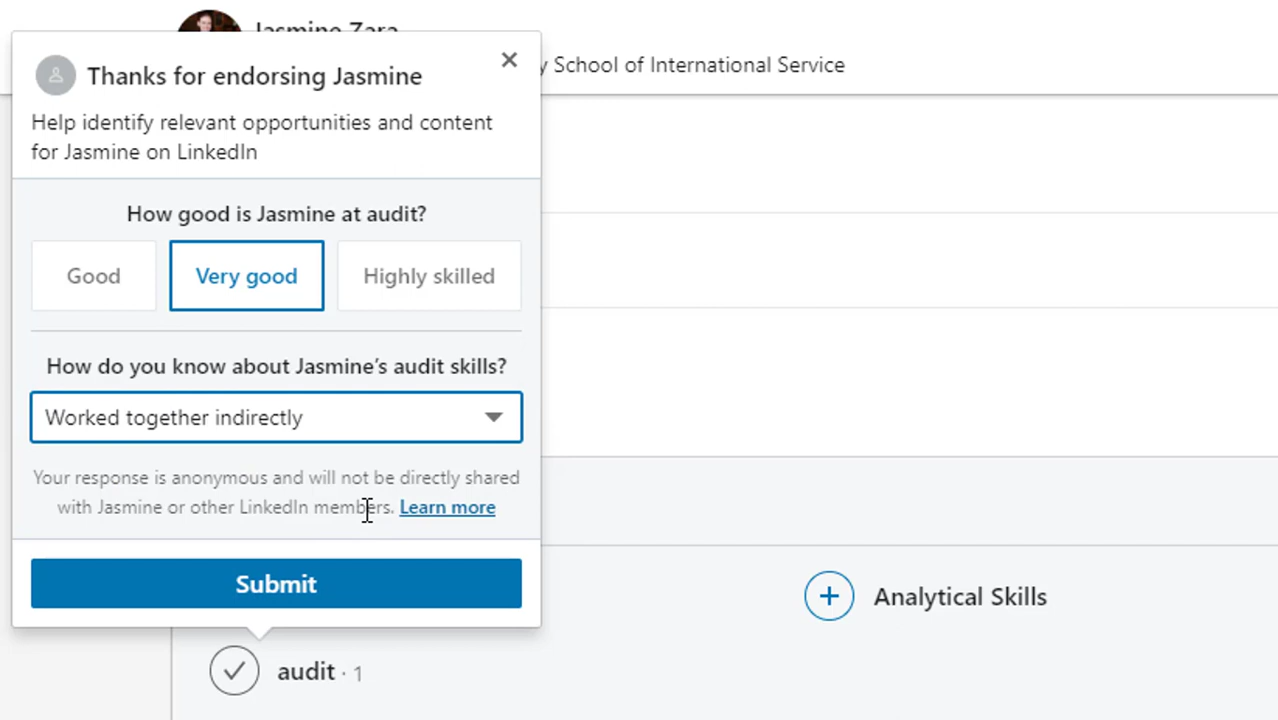 Jasmine Zara
y School of International Service
Thanks for endorsing Jasmine
Help identify relevant opportunities and content
for Jasmine on LinkedIn
How good is Jasmine at audit?
Good
Very good
Highly skilled
How do you know about Jasmine’s audit skills?
Worked together indirectly
Your response is anonymous and will not be directly shared
with Jasmine or other LinkedIn members. Learn more
Submit
Analytical Skills
audit · 1